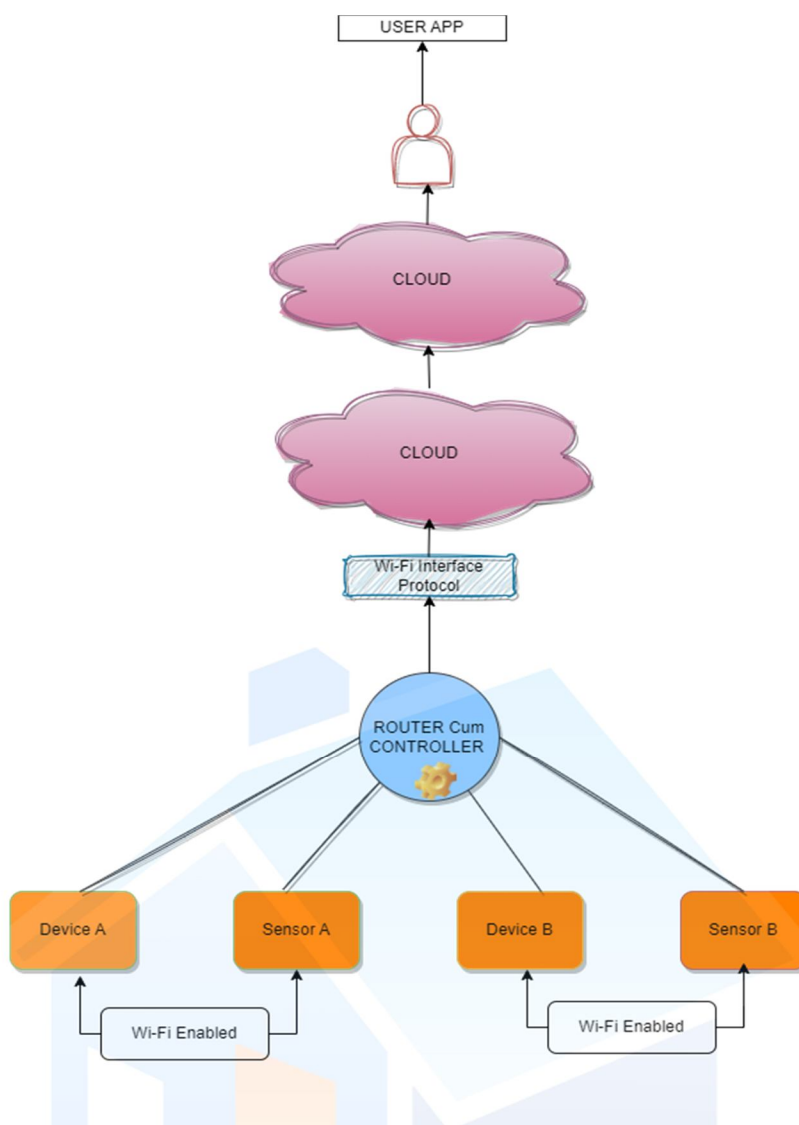 USER APP
CLOUD
CLOUD
Wi-Fi Interface
Protocol
ROUTER Cum
CONTROLLER
Device A
Sensor A
Device B
Sensor B
Wi-Fi Enabled
Wi-Fi Enabled